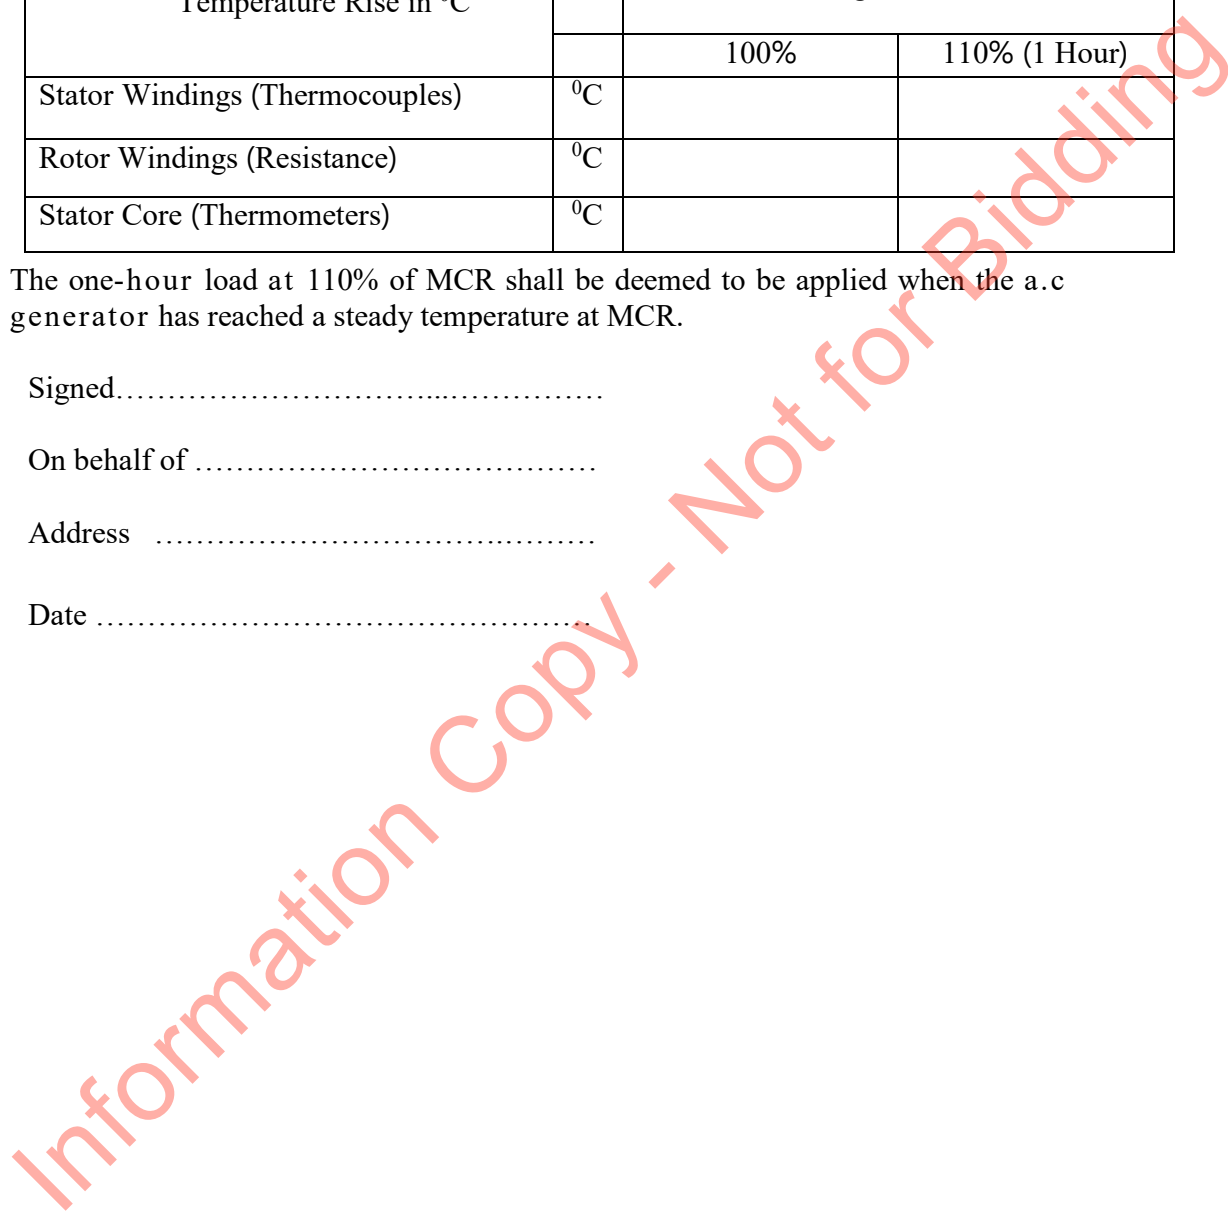 Temperature Rise in ⁰C
100% 110% (1 Hour)
Stator Windings (Thermocouples) ⁰C
Rotor Windings (Resistance) ⁰C
Stator Core (Thermometers) ⁰C
The one-hour load at 110% of MCR shall be deemed to be applied when the a.c
generator has reached a steady temperature at MCR.
Signed…………………………...……………
On behalf of …………………………………
Address …………………………….………
Date …………………………………………
Information Copy - Not for Bidding